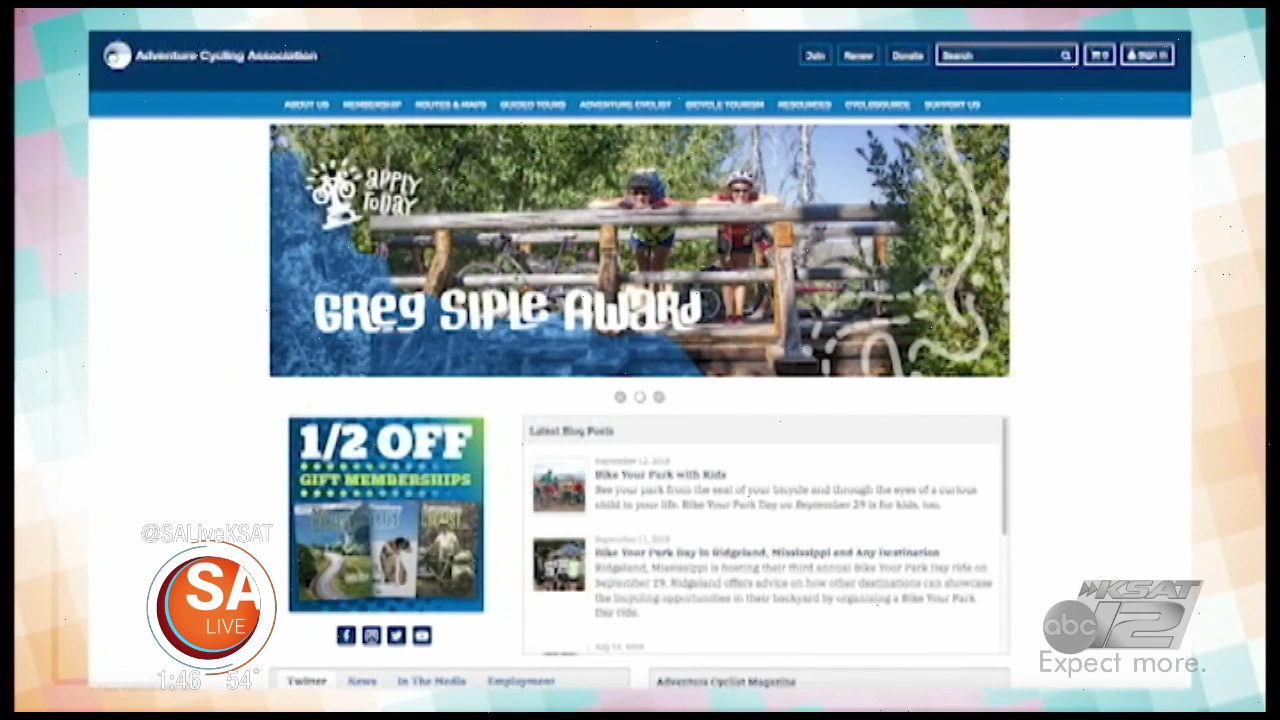 Adventure Cycling Association
Join
Renew
Donate
Search
0
Sign In
ABOUT US
MEMBERSHIP
ROUTES & MAPS
GUIDED TOURS
ADVENTURE CYCLIST
BICYCLE TOURISM
RESOURCES
CYCLOSOURCE
SUPPORT US
APPLY
TODAY
GREG SIPLE AWARD
1/2 OFF
GIFT MEMBERSHIPS
Latest Blog Posts
Bike Your Park with Kids
See your park from the seat of your bicycle and through the eyes of a curious
child in your life. Bike Your Park Day on September 29 is for kids, too.
Bike Your Park Day in Ridgeland, Mississippi and Any Destination
Ridgeland, Mississippi is hosting their third annual Bike Your Park Day ride on
September 29. Ridgeland offers advice on how other destinations can showcase
the bicycling opportunities in their backyard by organizing a Bike Your Park
Day ride.
Twitter
News
In The Media
Employment
Adventure Cyclist Magazine
@SALiveKSAT
SA
LIVE
1:46 54°
KSAT
abc 12
Expect more.